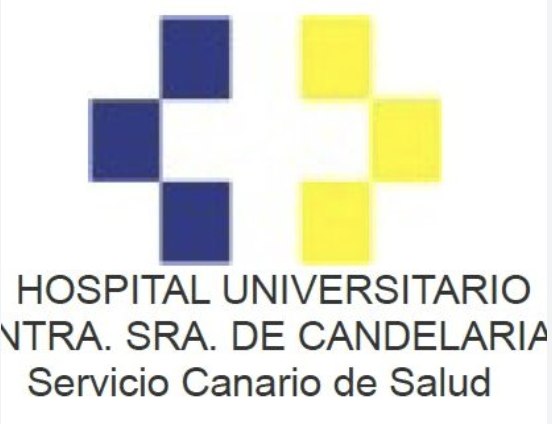 HOSPITAL UNIVERSITARIO
NTRA. SRA. DE CANDELARIA
Servicio Canario de Salud